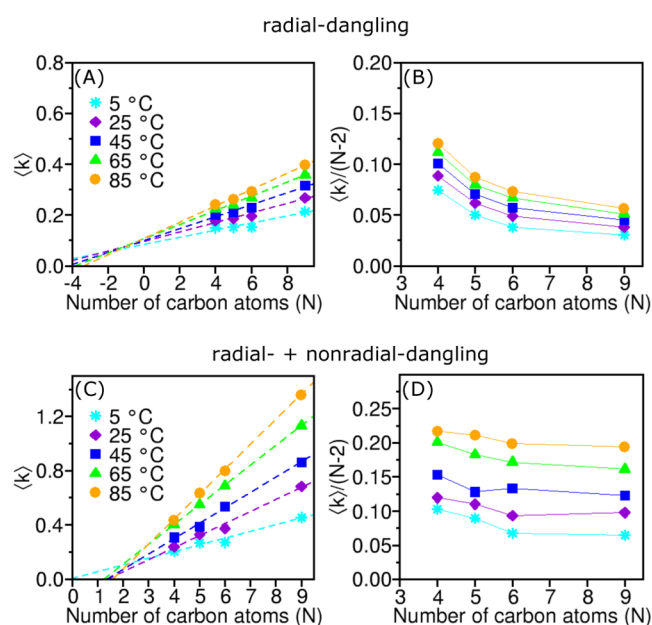 radial-dangling
(A)
0.8
0.6
0.4
0.2
0.0
⟨k⟩
5 °C
25 °C
45 °C
65 °C
85 °C
-4 -2 0 2 4 6 8
Number of carbon atoms (N)
(B)
0.20
0.15
0.10
0.05
0.00
⟨k⟩/(N-2)
3 4 5 6 7 8 9
Number of carbon atoms (N)
radial- + nonradial-dangling
(C)
1.2
0.8
0.4
0.0
⟨k⟩
5 °C
25 °C
45 °C
65 °C
85 °C
0 1 2 3 4 5 6 7 8 9
Number of carbon atoms (N)
(D)
0.25
0.20
0.15
0.10
0.05
0.00
⟨k⟩/(N-2)
3 4 5 6 7 8 9
Number of carbon atoms (N)